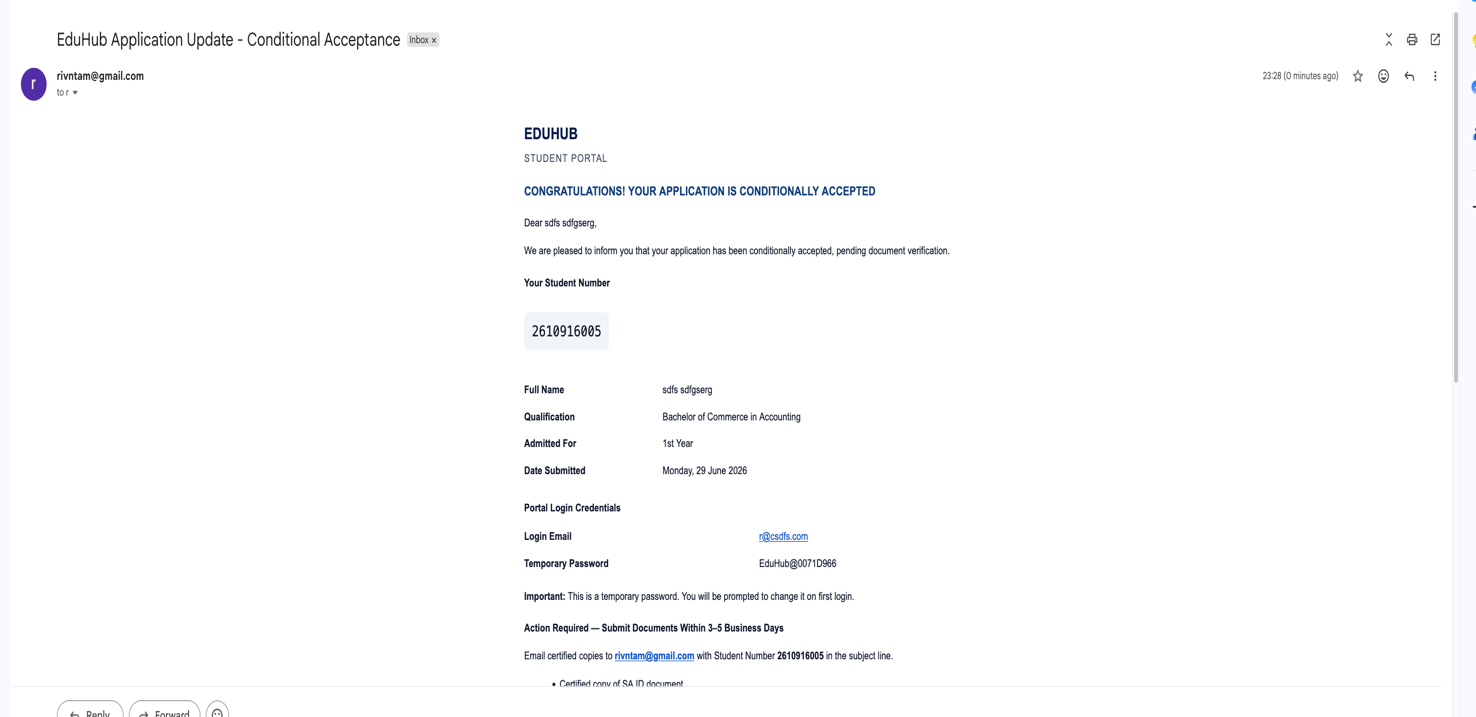 EduHub Application Update - Conditional Acceptance Inbox x
rivntam@gmail.com 23:28 (0 minutes ago)
r
to r
EDUHUB
STUDENT PORTAL
CONGRATULATIONS! YOUR APPLICATION IS CONDITIONALLY ACCEPTED
Dear sdfs sdfgserg,
We are pleased to inform you that your application has been conditionally accepted, pending document verification.
Your Student Number
2610916005
Full Name sdfs sdfgserg
Qualification Bachelor of Commerce in Accounting
Admitted For 1st Year
Date Submitted Monday, 29 June 2026
Portal Login Credentials
Login Email r@csdfs.com
Temporary Password EduHub@0071D966
Important: This is a temporary password. You will be prompted to change it on first login.
Action Required — Submit Documents Within 3–5 Business Days
Email certified copies to rivntam@gmail.com with Student Number 2610916005 in the subject line.
• Certified copy of SA ID document
Reply Forward